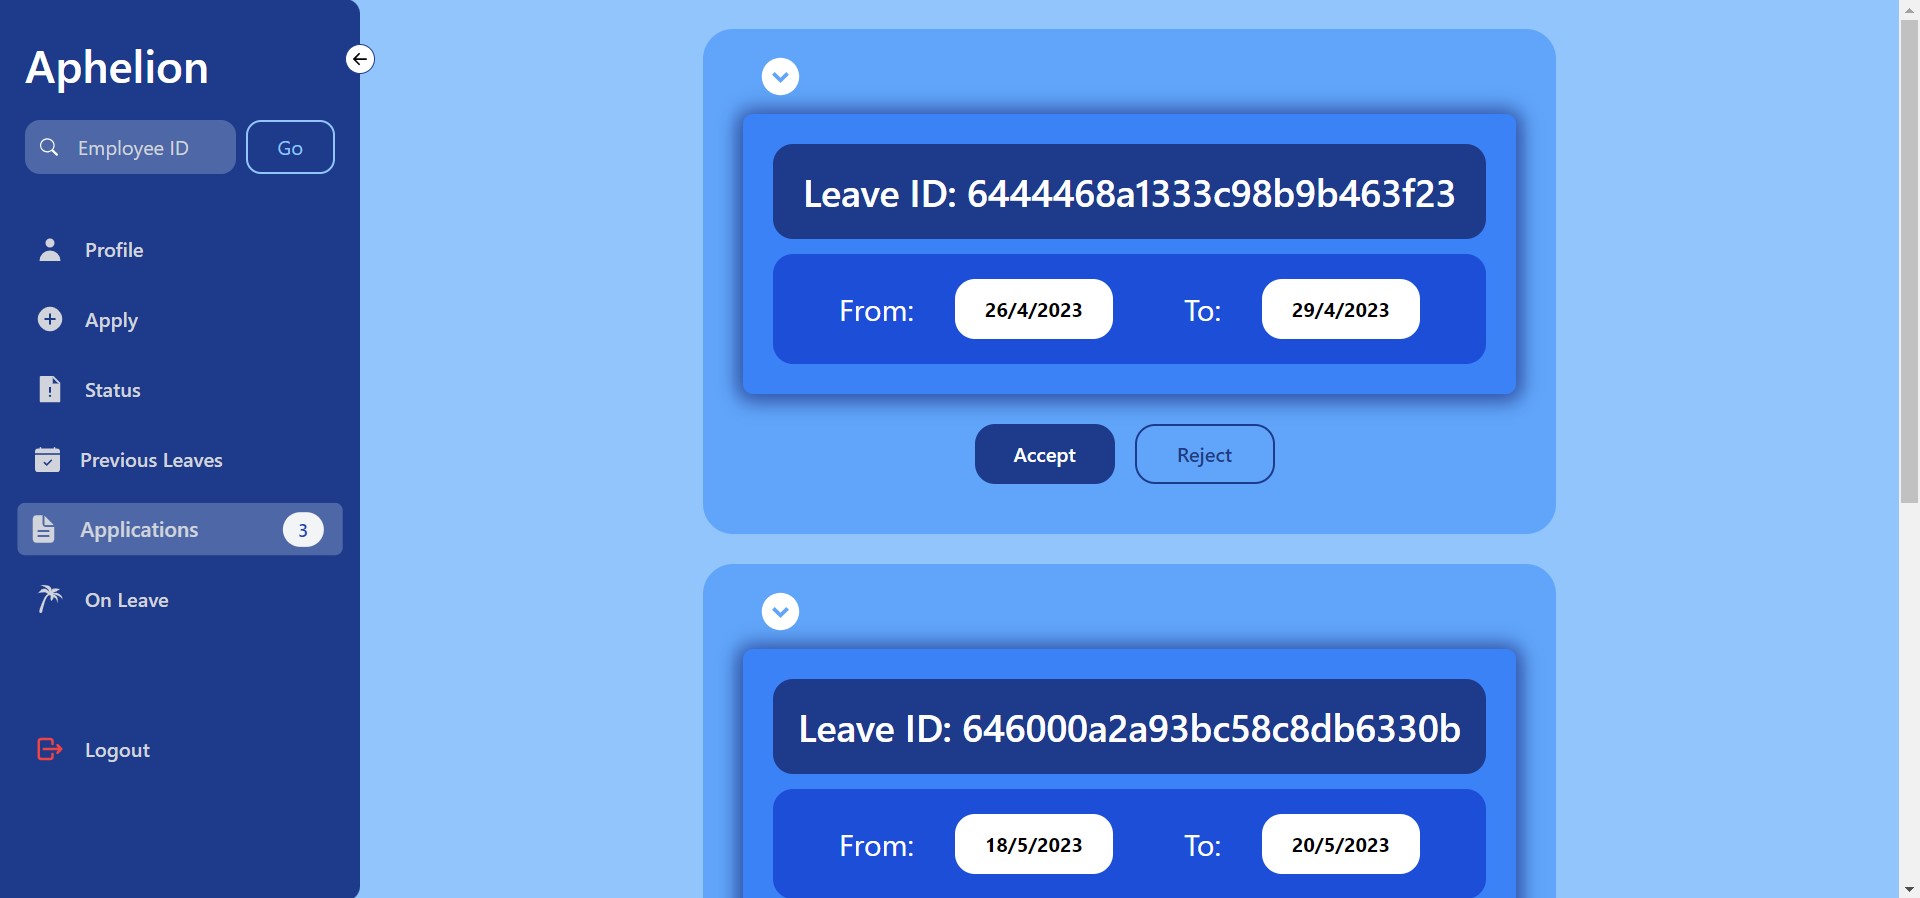 Aphelion
Employee ID
Go
Profile
Apply
Status
Previous Leaves
Applications 3
On Leave
Logout
Leave ID: 6444468a1333c98b9b463f23
From: 26/4/2023 To: 29/4/2023
Accept Reject
Leave ID: 646000a2a93bc58c8db6330b
From: 18/5/2023 To: 20/5/2023